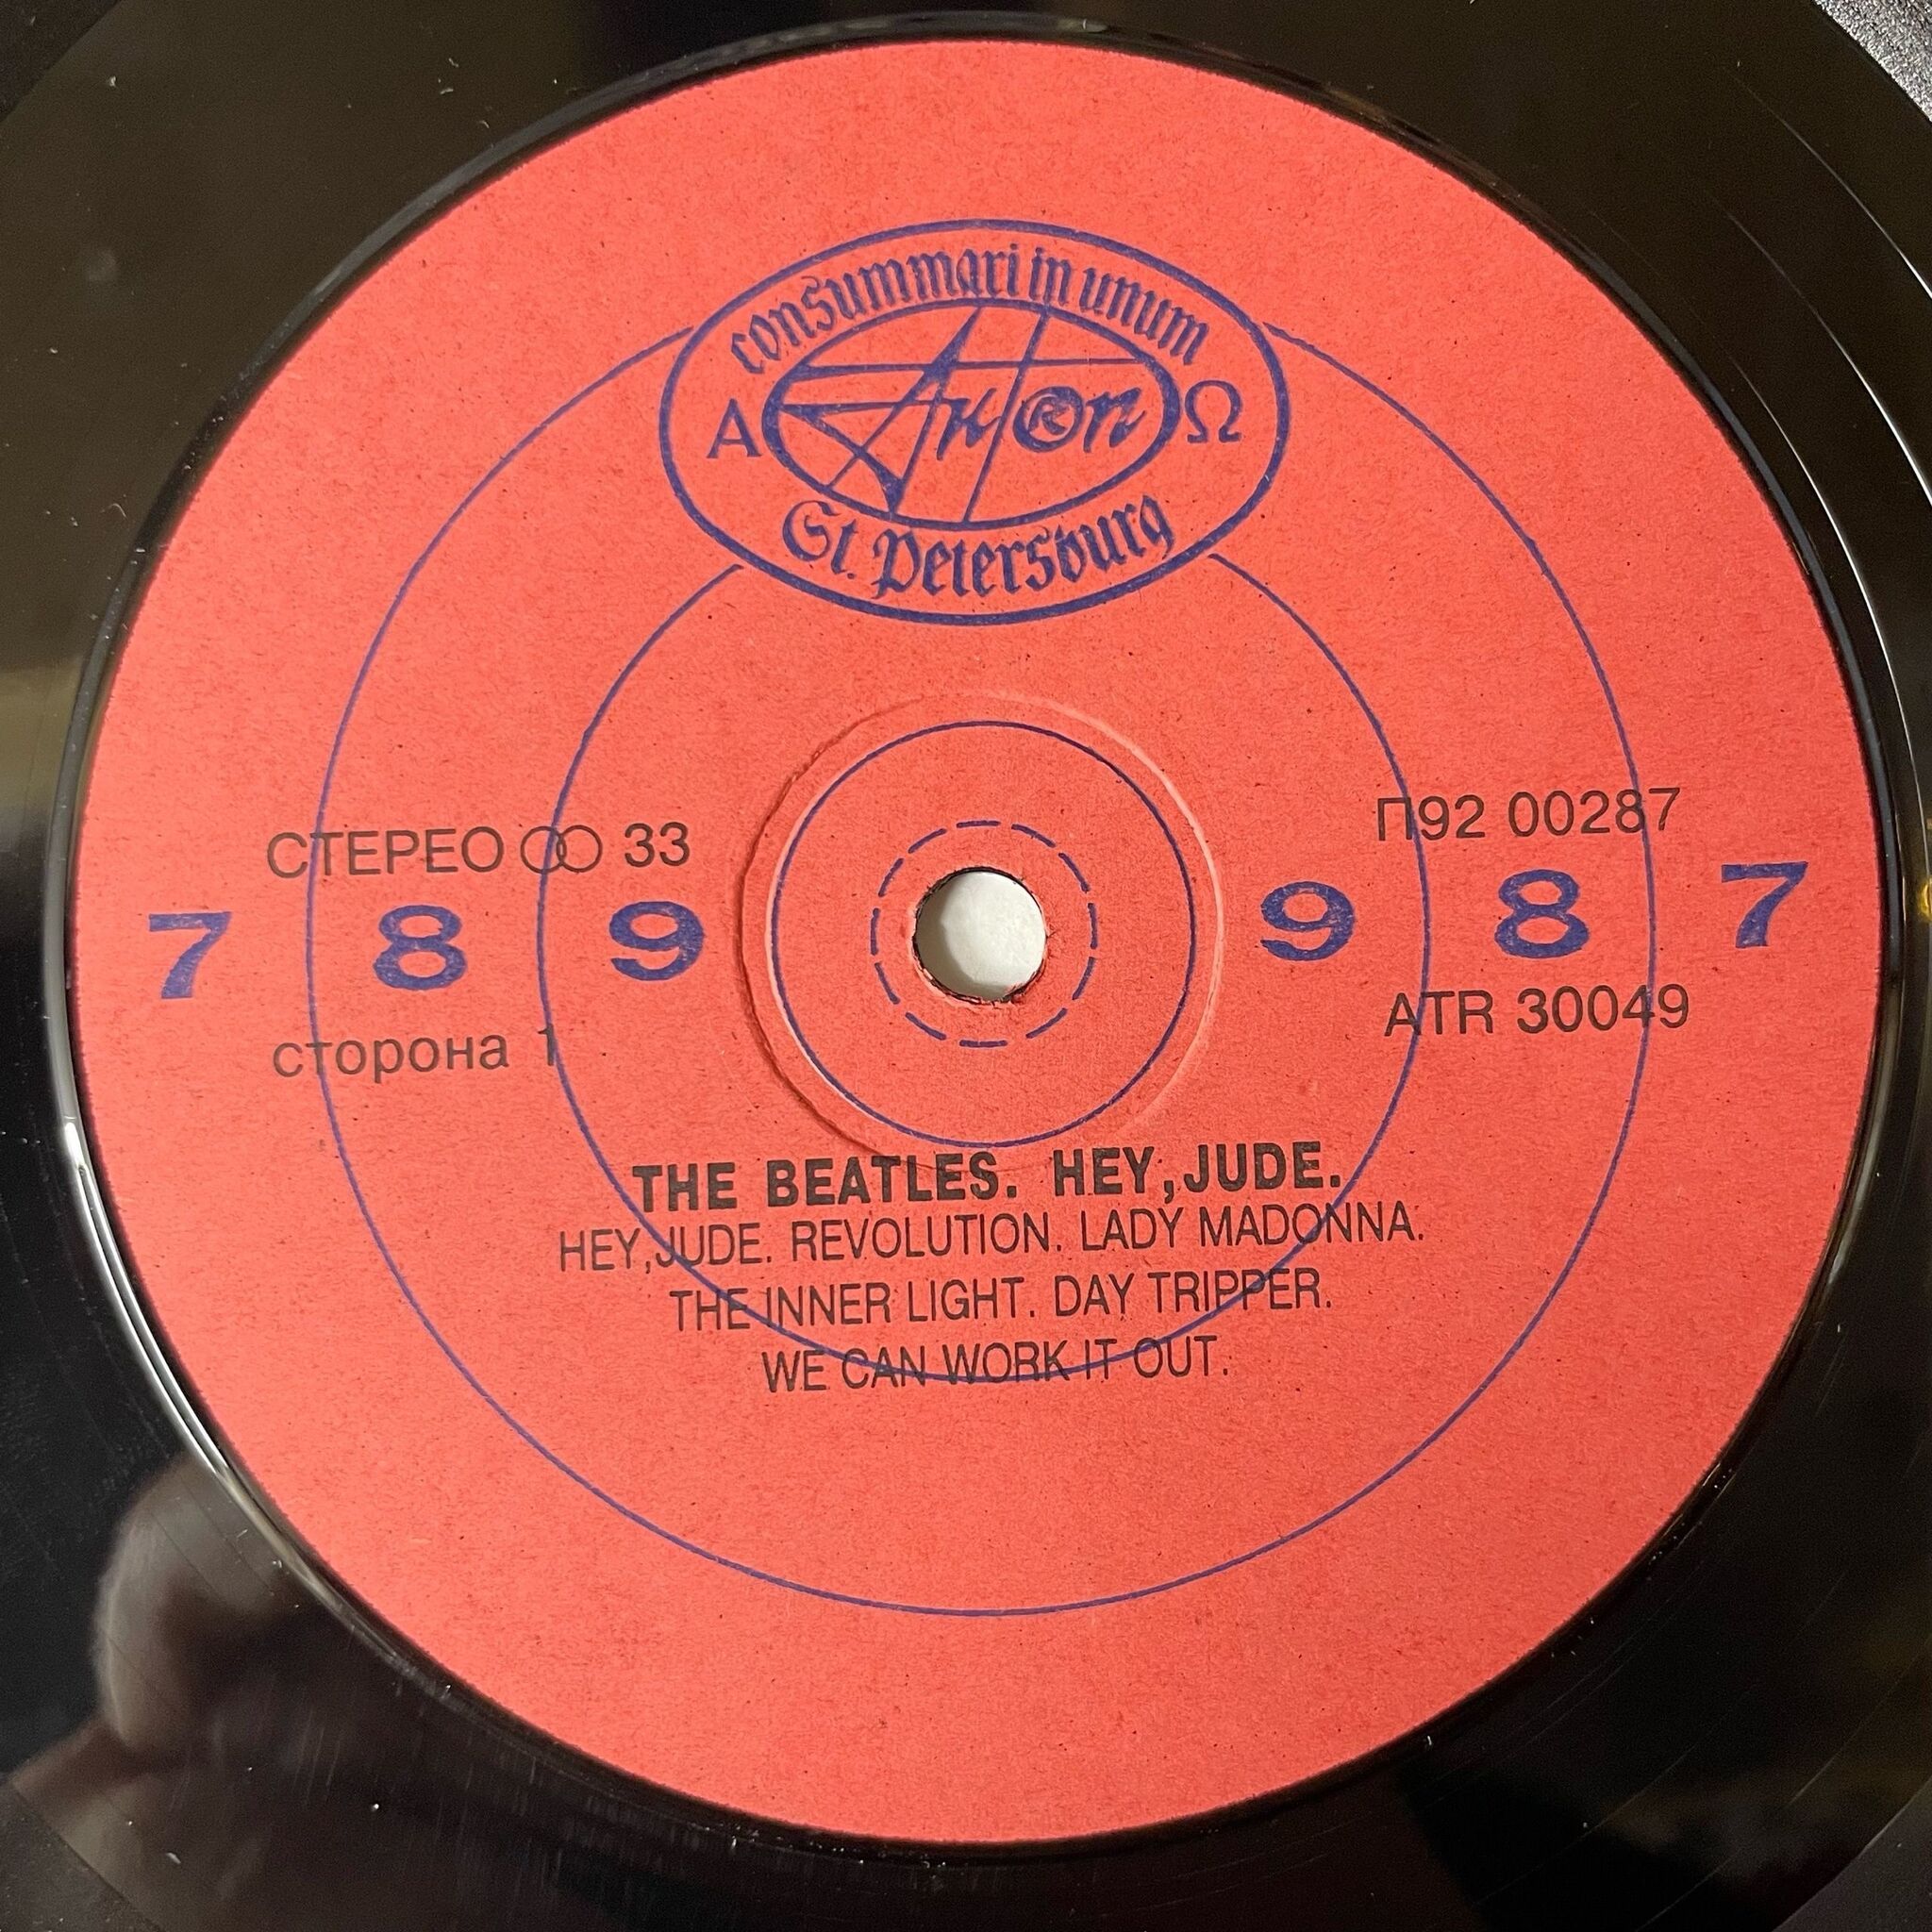 consummari in unum
A AnTon Ω
®
St. Petersburg
СТЕРЕО 33
П92 00287
7 8 9 9 8 7
сторона 1
ATR 30049
THE BEATLES. HEY,JUDE.
HEY,JUDE. REVOLUTION. LADY MADONNA.
THE INNER LIGHT. DAY TRIPPER.
WE CAN WORK IT OUT.